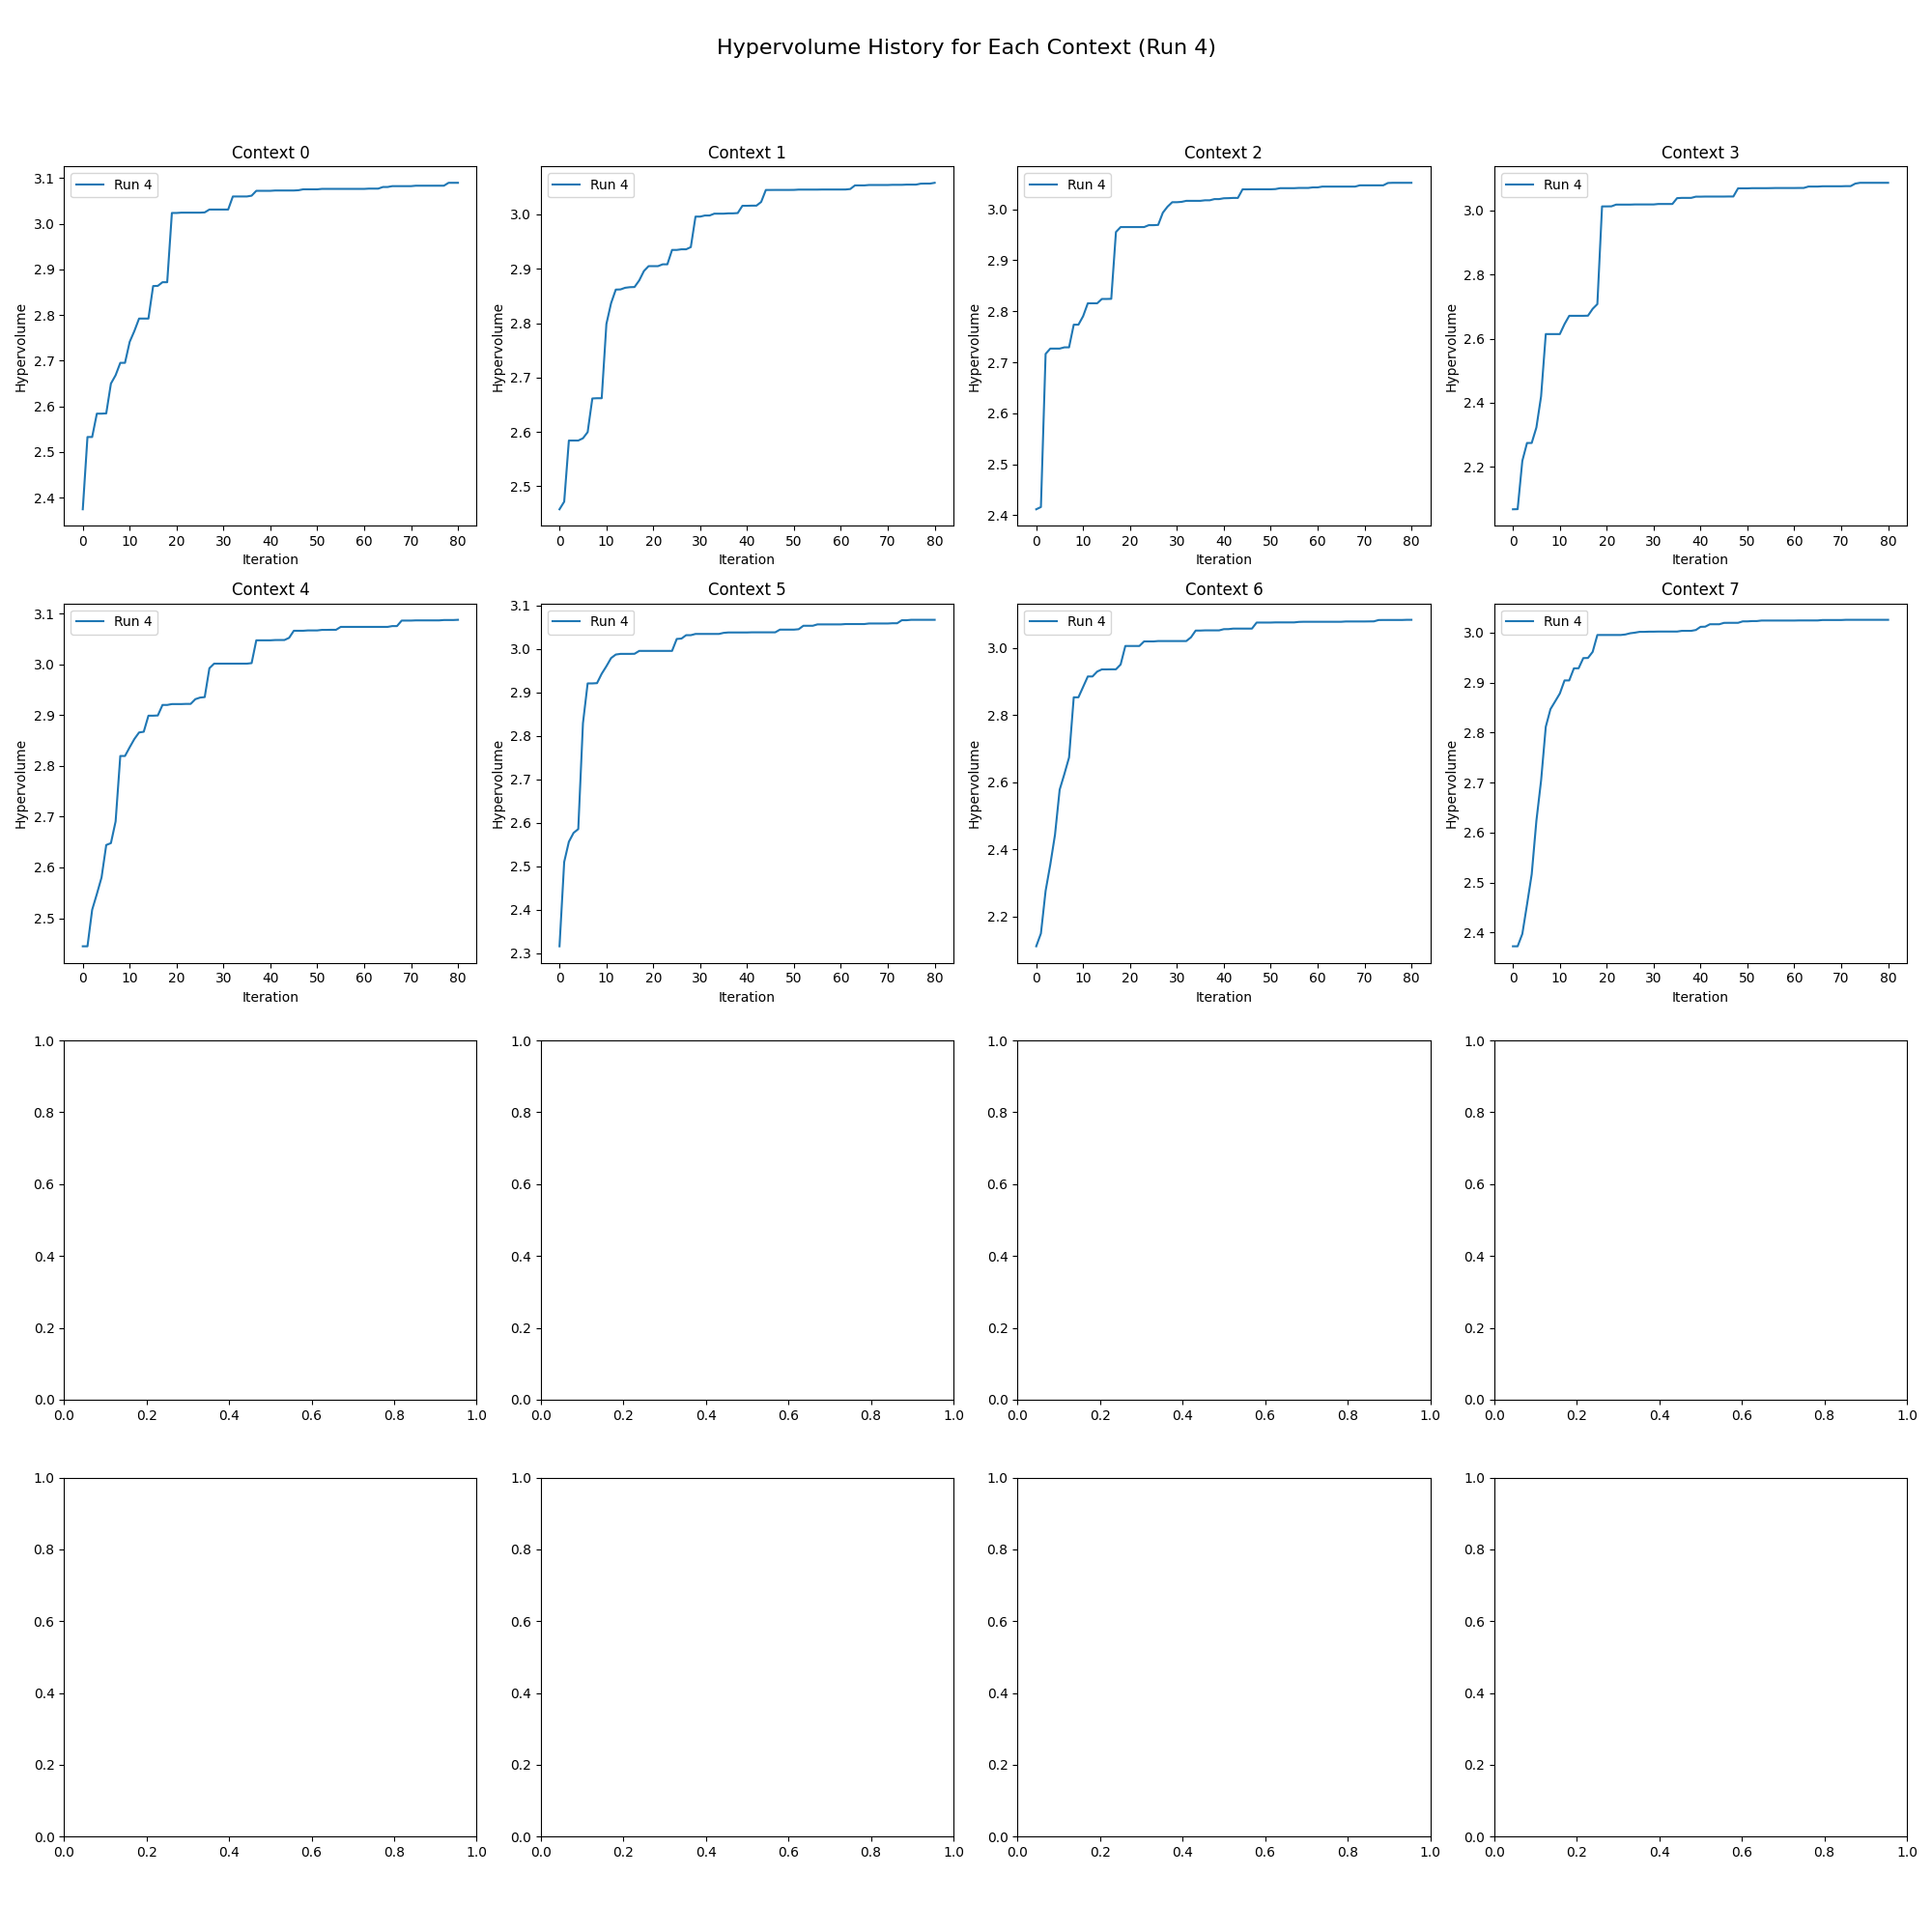 Hypervolume History for Each Context (Run 4)
Context 0 Context 1 Context 2 Context 3
Run 4 Run 4 Run 4 Run 4
Hypervolume Hypervolume Hypervolume Hypervolume
3.1 3.0 2.9 2.8 2.7 2.6 2.5 2.4
3.0 2.9 2.8 2.7 2.6 2.5
3.0 2.9 2.8 2.7 2.6 2.5 2.4
3.0 2.8 2.6 2.4 2.2
0 10 20 30 40 50 60 70 80 0 10 20 30 40 50 60 70 80 0 10 20 30 40 50 60 70 80 0 10 20 30 40 50 60 70 80
Iteration Iteration Iteration Iteration
Context 4 Context 5 Context 6 Context 7
Run 4 Run 4 Run 4 Run 4
Hypervolume Hypervolume Hypervolume Hypervolume
3.1 3.0 2.9 2.8 2.7 2.6 2.5
3.1 3.0 2.9 2.8 2.7 2.6 2.5 2.4 2.3
3.0 2.8 2.6 2.4 2.2
3.0 2.9 2.8 2.7 2.6 2.5 2.4
0 10 20 30 40 50 60 70 80 0 10 20 30 40 50 60 70 80 0 10 20 30 40 50 60 70 80 0 10 20 30 40 50 60 70 80
Iteration Iteration Iteration Iteration
1.0 1.0 1.0 1.0
0.8 0.8 0.8 0.8
0.6 0.6 0.6 0.6
0.4 0.4 0.4 0.4
0.2 0.2 0.2 0.2
0.0 0.0 0.0 0.0
0.0 0.2 0.4 0.6 0.8 1.0 0.0 0.2 0.4 0.6 0.8 1.0 0.0 0.2 0.4 0.6 0.8 1.0 0.0 0.2 0.4 0.6 0.8 1.0
1.0 1.0 1.0 1.0
0.8 0.8 0.8 0.8
0.6 0.6 0.6 0.6
0.4 0.4 0.4 0.4
0.2 0.2 0.2 0.2
0.0 0.0 0.0 0.0
0.0 0.2 0.4 0.6 0.8 1.0 0.0 0.2 0.4 0.6 0.8 1.0 0.0 0.2 0.4 0.6 0.8 1.0 0.0 0.2 0.4 0.6 0.8 1.0